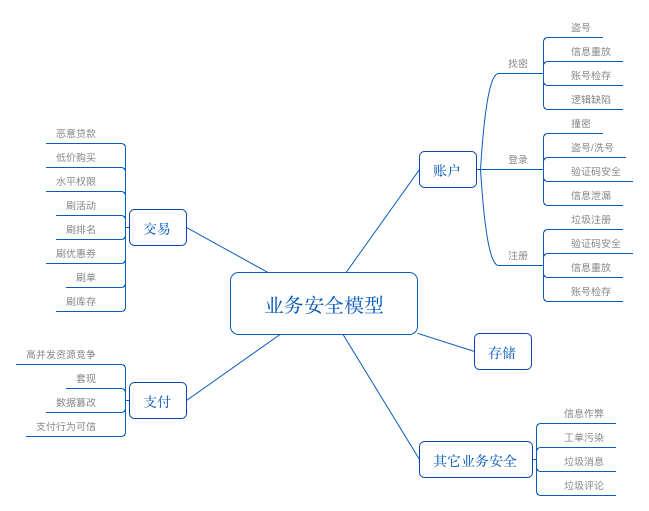 业务安全模型
账户
找密
盗号
信息重放
账号检存
逻辑缺陷
登录
撞密
盗号/洗号
验证码安全
信息泄漏
注册
垃圾注册
验证码安全
信息重放
账号检存
存储
其它业务安全
信息作弊
工单污染
垃圾消息
垃圾评论
交易
恶意贷款
低价购买
水平权限
刷活动
刷排名
刷优惠券
刷单
刷库存
支付
高并发资源竞争
套现
数据篡改
支付行为可信